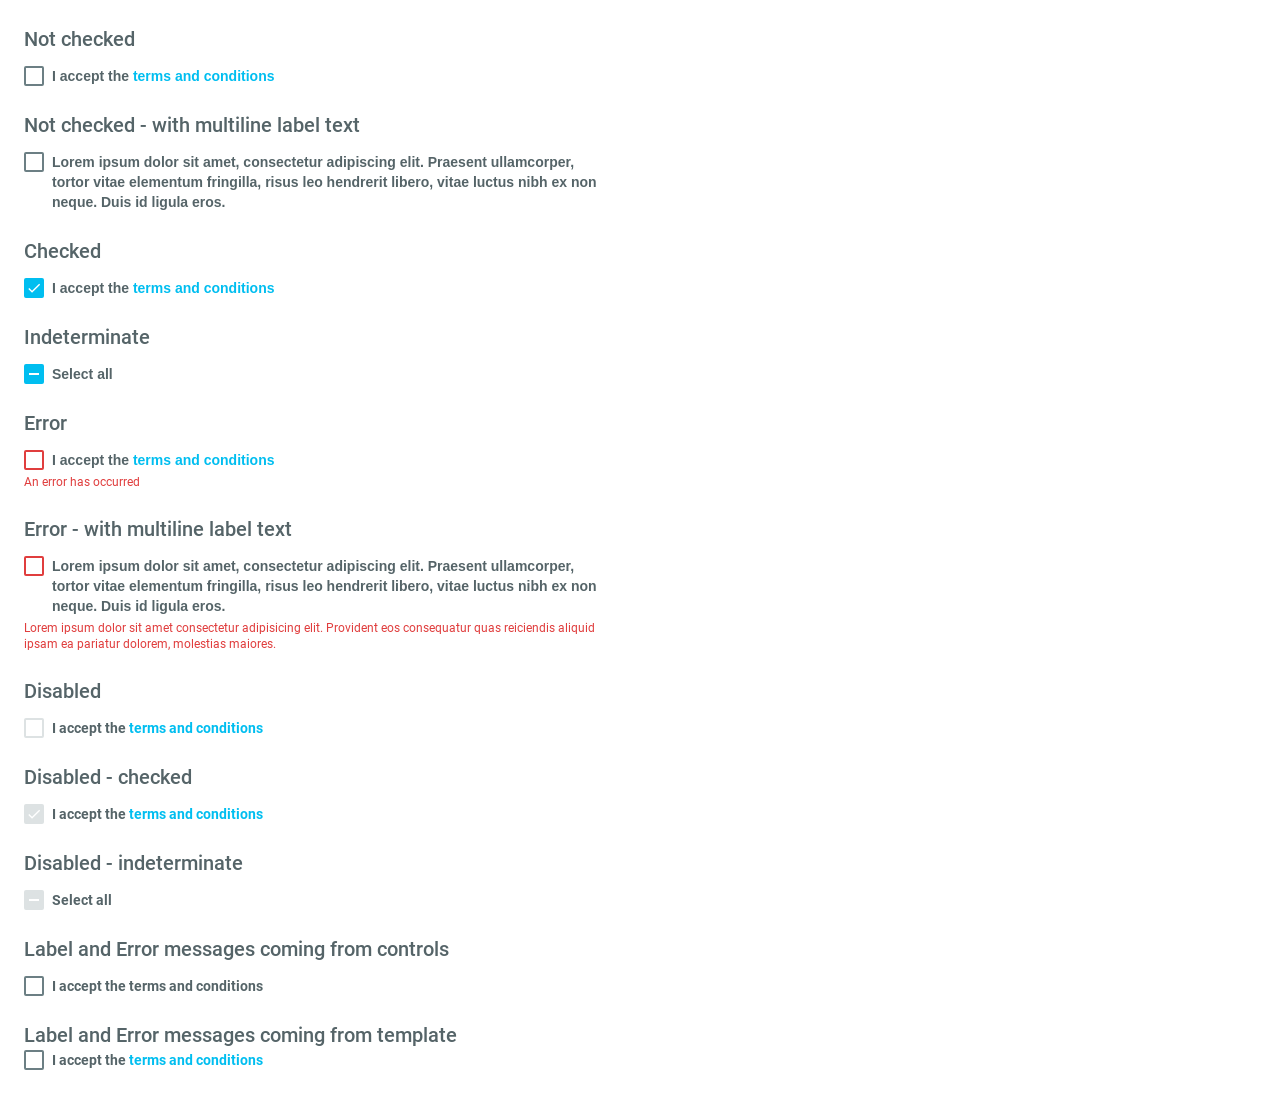 Not checked
I accept the terms and conditions
Not checked - with multiline label text
Lorem ipsum dolor sit amet, consectetur adipiscing elit. Praesent ullamcorper,
tortor vitae elementum fringilla, risus leo hendrerit libero, vitae luctus nibh ex non
neque. Duis id ligula eros.
Checked
I accept the terms and conditions
Indeterminate
Select all
Error
I accept the terms and conditions
An error has occurred
Error - with multiline label text
Lorem ipsum dolor sit amet, consectetur adipiscing elit. Praesent ullamcorper,
tortor vitae elementum fringilla, risus leo hendrerit libero, vitae luctus nibh ex non
neque. Duis id ligula eros.
Lorem ipsum dolor sit amet consectetur adipisicing elit. Provident eos consequatur quas reiciendis aliquid
ipsam ea pariatur dolorem, molestias maiores.
Disabled
I accept the terms and conditions
Disabled - checked
I accept the terms and conditions
Disabled - indeterminate
Select all
Label and Error messages coming from controls
I accept the terms and conditions
Label and Error messages coming from template
I accept the terms and conditions